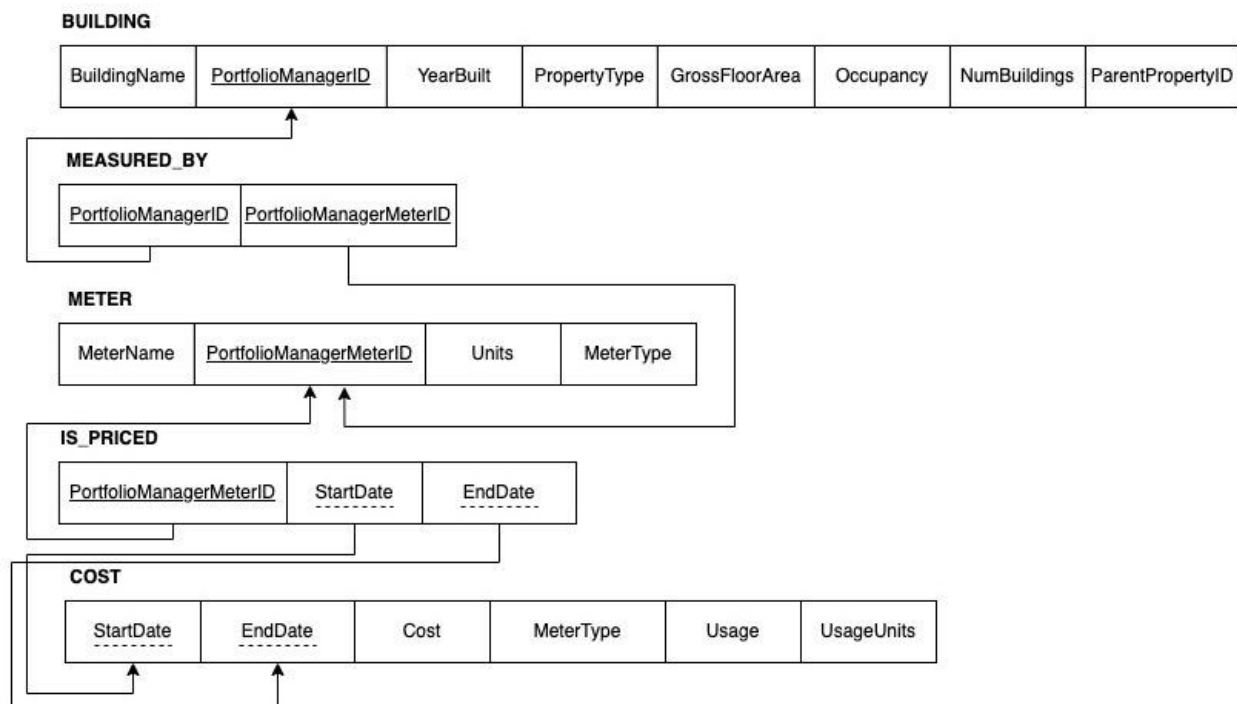 BUILDING
BuildingName PortfolioManagerID YearBuilt PropertyType GrossFloorArea Occupancy NumBuildings ParentPropertyID
MEASURED_BY
PortfolioManagerID PortfolioManagerMeterID
METER
MeterName PortfolioManagerMeterID Units MeterType
IS_PRICED
PortfolioManagerMeterID StartDate EndDate
COST
StartDate EndDate Cost MeterType Usage UsageUnits